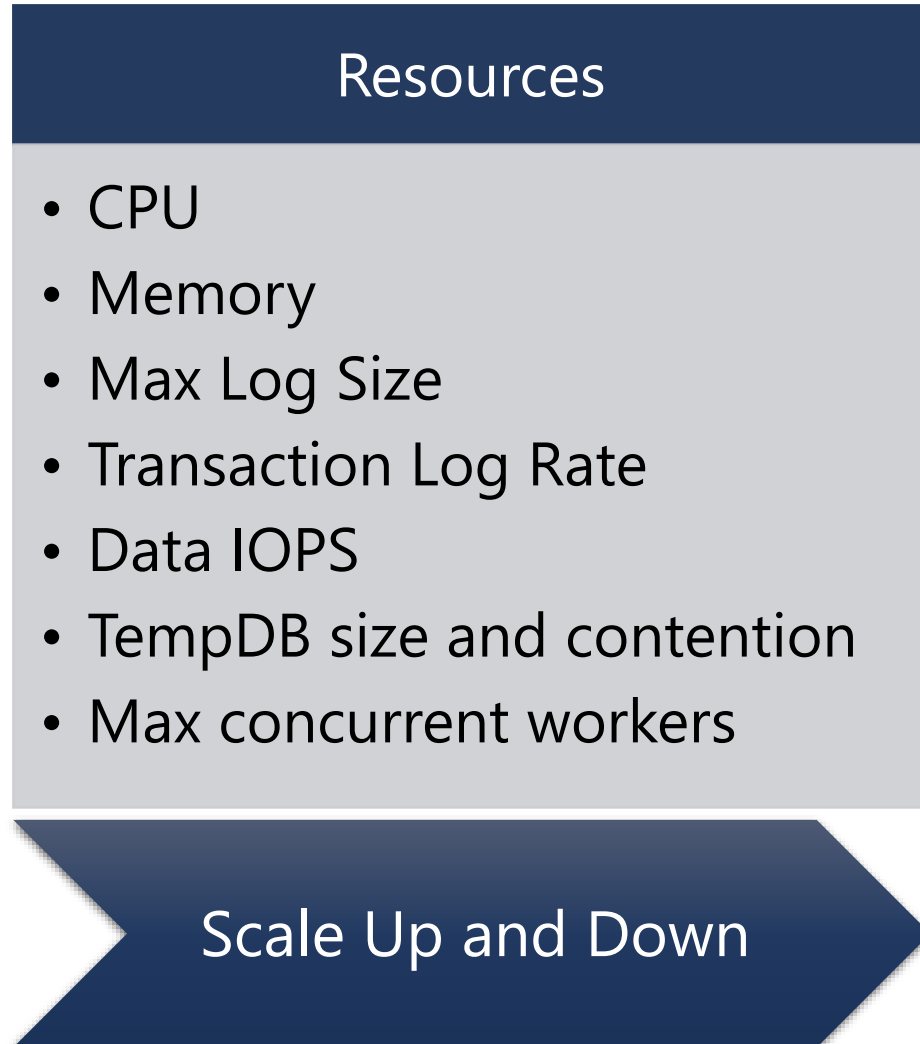 Resources
• CPU
• Memory
• Max Log Size
• Transaction Log Rate
• Data IOPS
• TempDB size and contention
• Max concurrent workers
Scale Up and Down